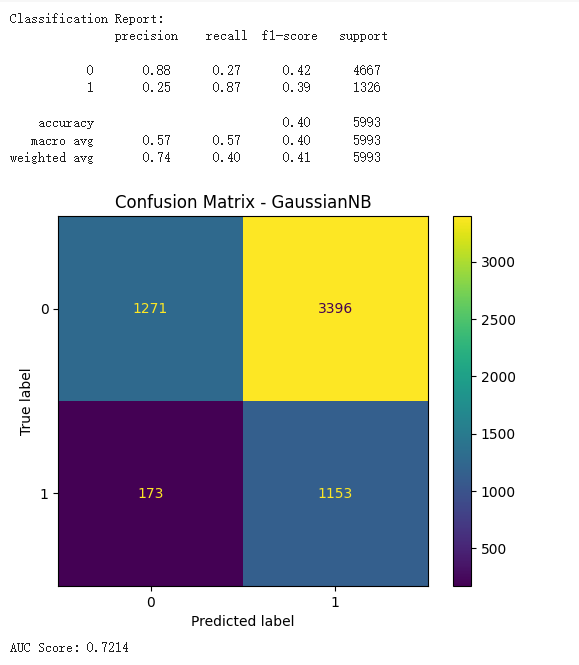 Classification Report:
precision recall f1-score support
0 0.88 0.27 0.42 4667
1 0.25 0.87 0.39 1326
accuracy 0.40 5993
macro avg 0.57 0.57 0.40 5993
weighted avg 0.74 0.40 0.41 5993
Confusion Matrix - GaussianNB
3000
0 1271 3396
2500
2000
True label
1500
1 173 1153
1000
500
0 1
Predicted label
AUC Score: 0.7214